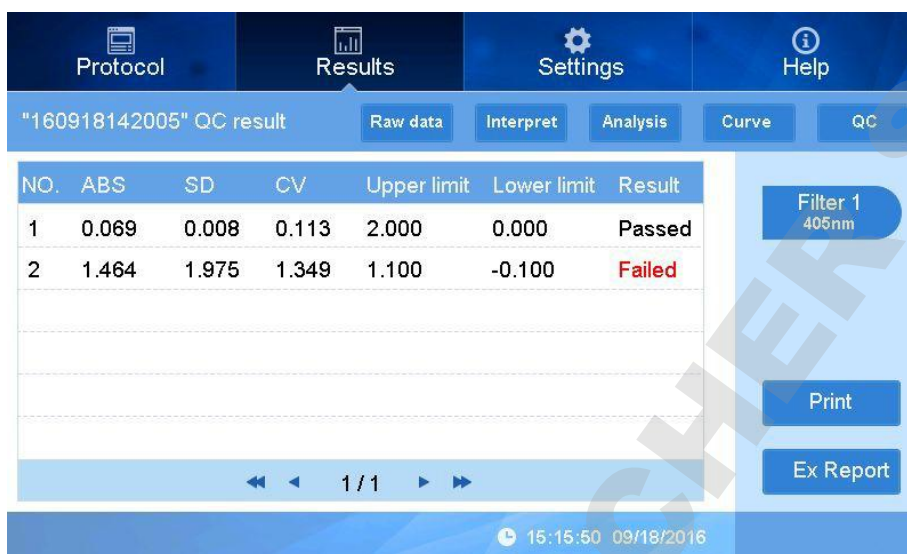 Protocol Results Settings Help
"160918142005" QC result Raw data Interpret Analysis Curve QC
NO. ABS SD CV Upper limit Lower limit Result
1 0.069 0.008 0.113 2.000 0.000 Passed
2 1.464 1.975 1.349 1.100 -0.100 Failed
Filter 1
405nm
Print
Ex Report
1 / 1
15:15:50 09/18/2016
CHER